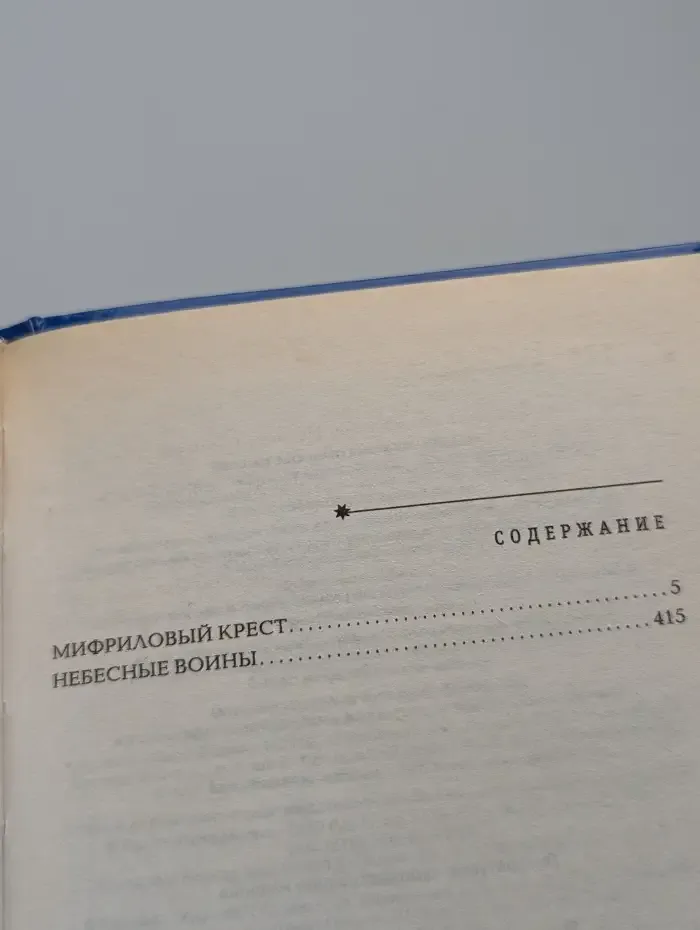 СОДЕРЖАНИЕ
МИФРИЛОВЫЙ КРЕСТ........................................5
НЕБЕСНЫЕ ВОИНЫ........................................415